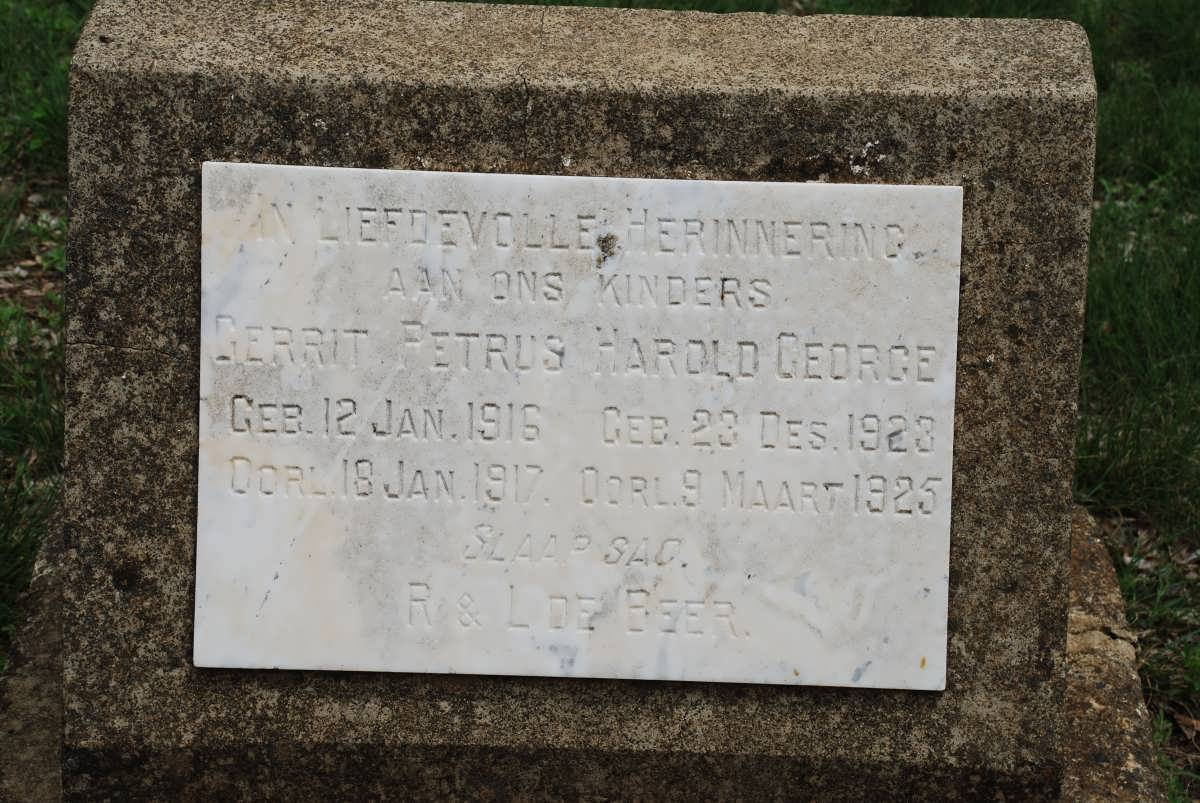 IN LIEFDEVOLLE HERINNERING
AAN ONS KINDERS
GERRIT PETRUS HAROLD GEORGE
GEB. 12 JAN. 1916 GEB. 23 DES. 1923
OORL. 18 JAN. 1917. OORL. 9 MAART 1925
SLAAP SAG.
R & L DE BEER.